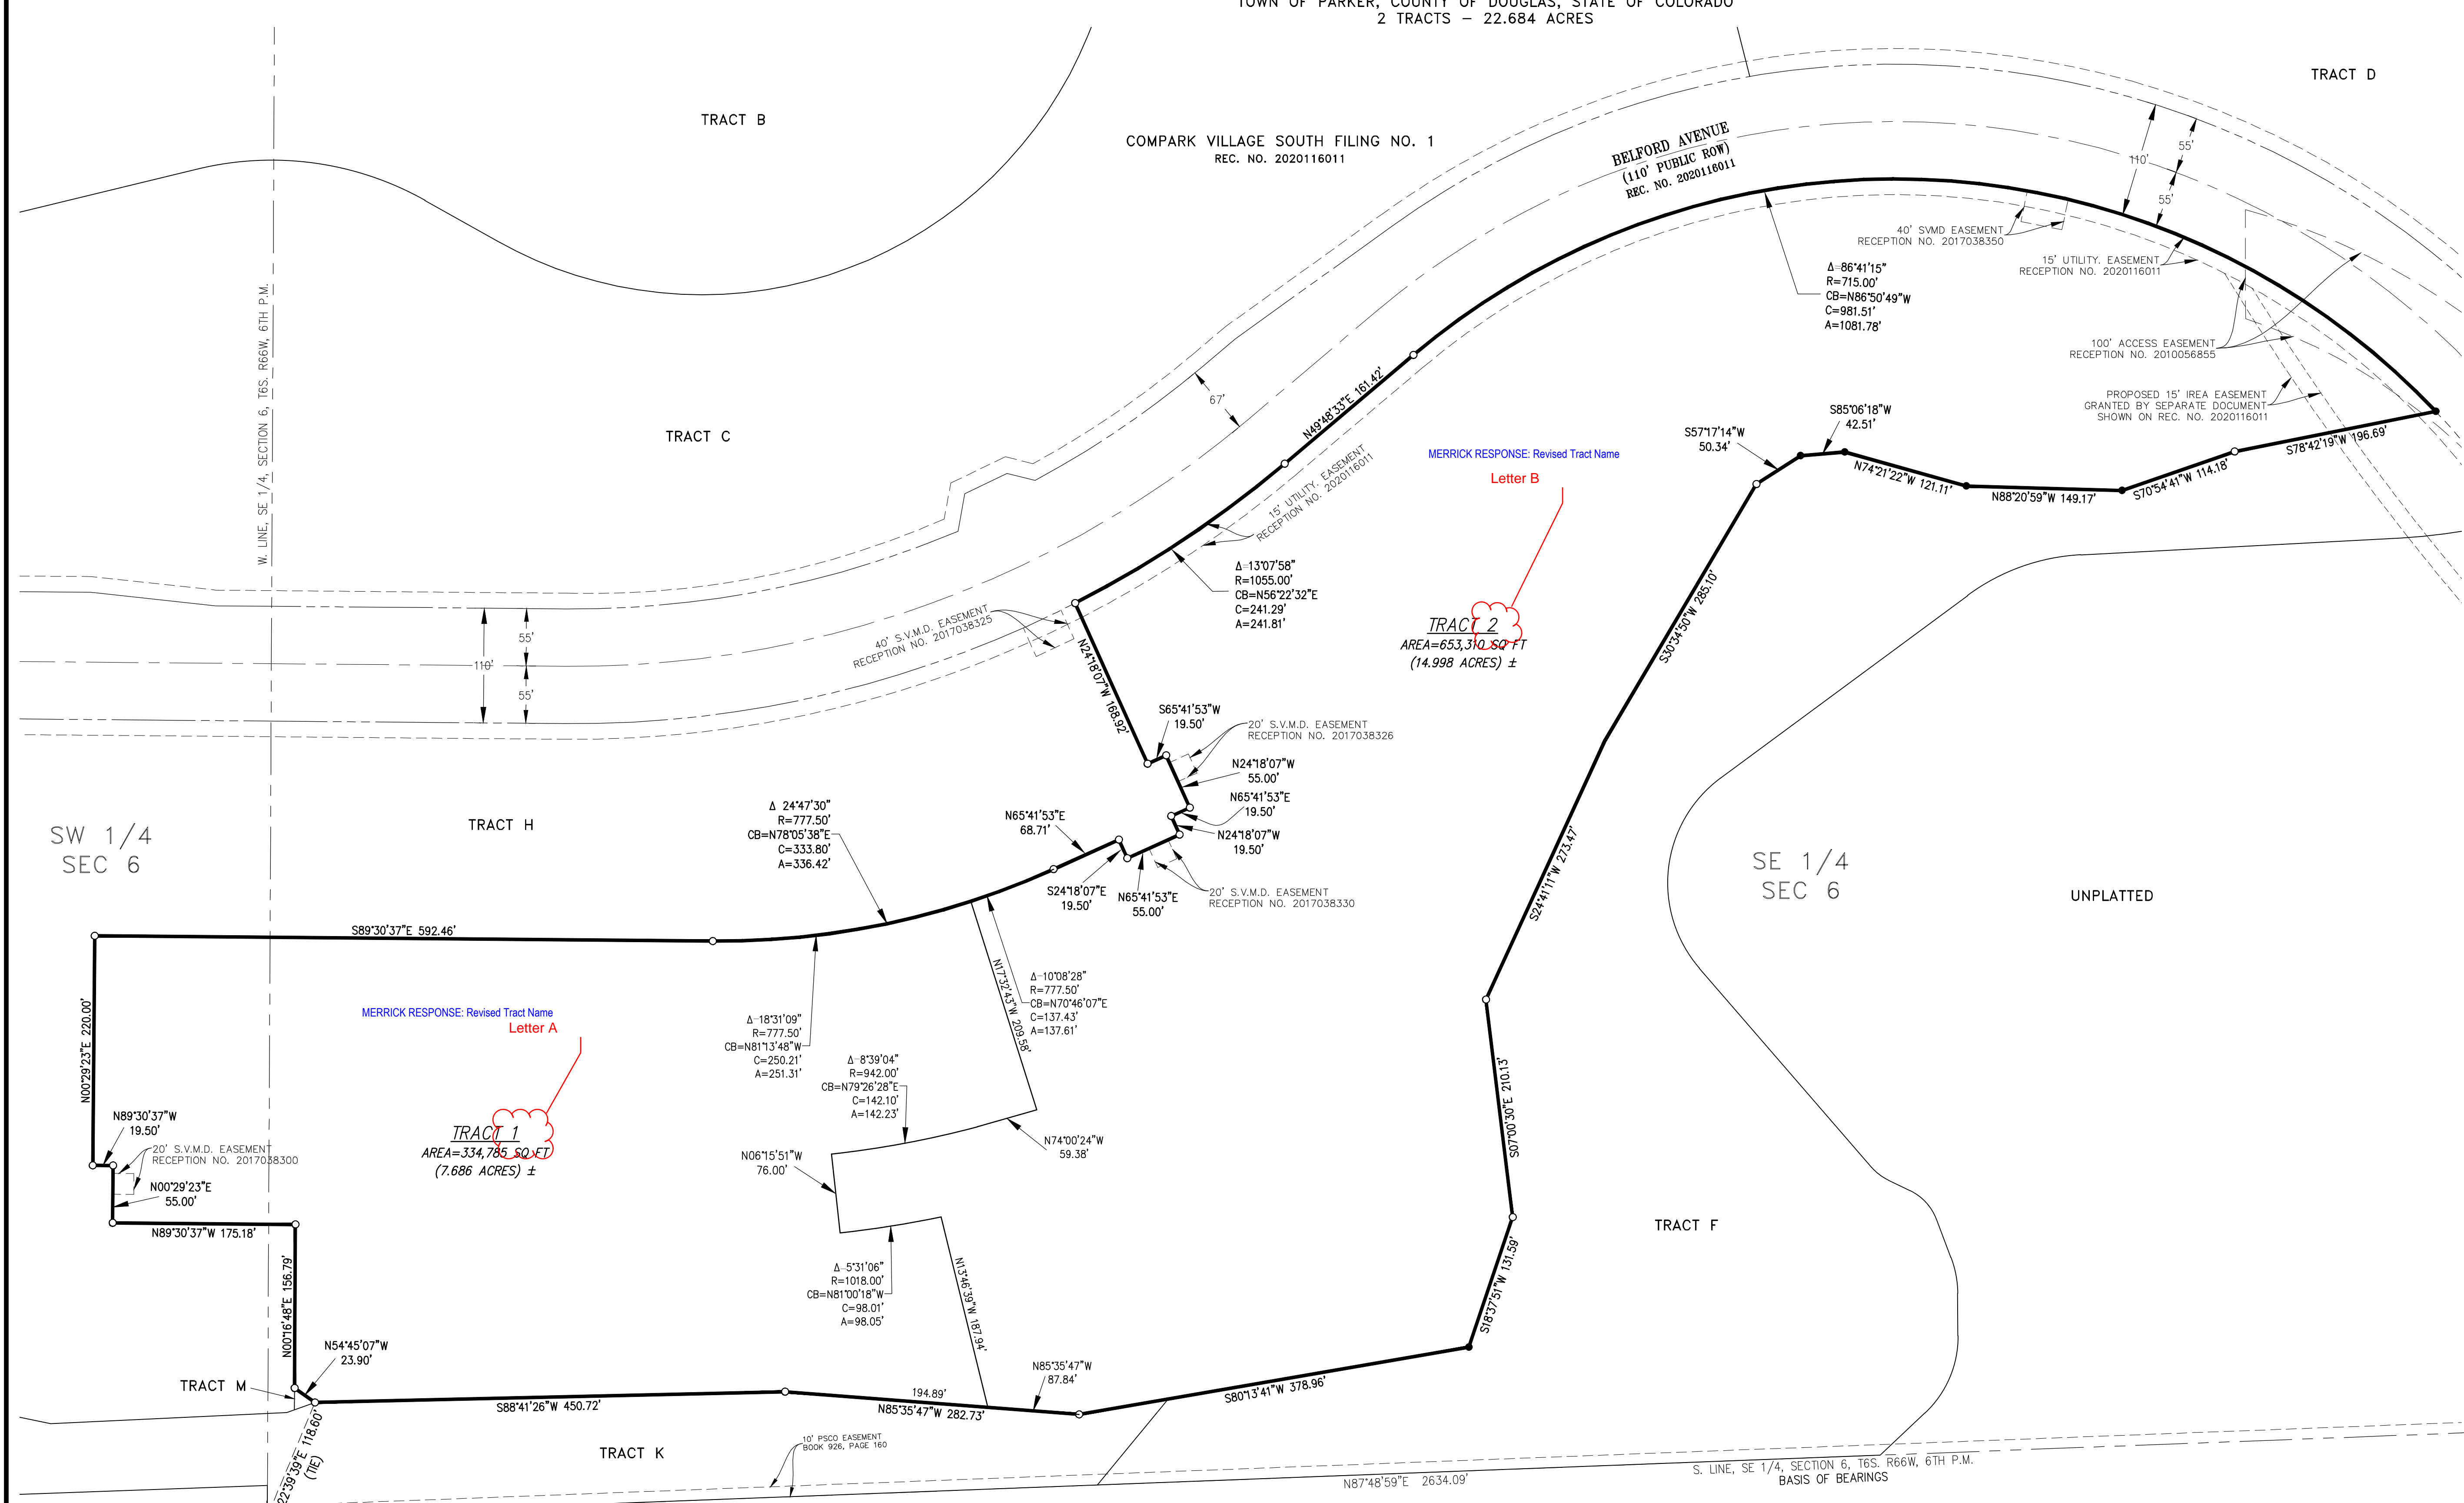 TOWN OF PARKER, COUNTY OF DOUGLAS, STATE OF COLORADO
2 TRACTS – 22.684 ACRES
TRACT D
TRACT B
COMPARK VILLAGE SOUTH FILING NO. 1
REC. NO. 2020116011
BELFORD AVENUE
(110' PUBLIC ROW)
REC. NO. 2020116011
110'
55'
55'
40' SVMD EASEMENT
RECEPTION NO. 2017038350
15' UTILITY. EASEMENT
RECEPTION NO. 2020116011
Δ=86°41'15"
R=715.00'
CB=N86°50'49"W
C=981.51'
A=1081.78'
100' ACCESS EASEMENT
RECEPTION NO. 2010056855
PROPOSED 15' IREA EASEMENT
GRANTED BY SEPARATE DOCUMENT
SHOWN ON REC. NO. 2020116011
W. LINE, SE 1/4, SECTION 6, T6S. R66W, 6TH P.M.
TRACT C
67'
N49°48'33"E 161.42'
15' UTILITY. EASEMENT
RECEPTION NO. 2020116011
MERRICK RESPONSE: Revised Tract Name
Letter B
S57°17'14"W
50.34'
S85°06'18"W
42.51'
N74°21'22"W 121.11'
N88°20'59"W 149.17'
S70°54'41"W 114.18'
S78°42'19"W 196.69'
Δ=13°07'58"
R=1055.00'
CB=N56°22'32"E
C=241.29'
A=241.81'
40' S.V.M.D. EASEMENT
RECEPTION NO. 2017038325
110'
55'
55'
TRACT 2
AREA=653,310 SQ FT
(14.998 ACRES) ±
S30°34'50"W 285.10'
N24°18'07"W 168.92'
S65°41'53"W
19.50'
20' S.V.M.D. EASEMENT
RECEPTION NO. 2017038326
N24°18'07"W
55.00'
N65°41'53"E
19.50'
N24°18'07"W
19.50'
SW 1/4
SEC 6
TRACT H
Δ 24°47'30"
R=777.50'
CB=N78°05'38"E
C=333.80'
A=336.42'
N65°41'53"E
68.71'
S24°18'07"E
19.50'
N65°41'53"E
55.00'
20' S.V.M.D. EASEMENT
RECEPTION NO. 2017038330
S24°41'11"W 273.47'
SE 1/4
SEC 6
UNPLATTED
S89°30'37"E 592.46'
N00°29'23"E 220.00'
MERRICK RESPONSE: Revised Tract Name
Letter A
Δ=18°31'09"
R=777.50'
CB=N81°13'48"W
C=250.21'
A=251.31'
N17°32'43"W 209.58'
Δ=10°08'28"
R=777.50'
CB=N70°46'07"E
C=137.43'
A=137.61'
Δ=8°39'04"
R=942.00'
CB=N79°26'28"E
C=142.10'
A=142.23'
S07°00'30"E 210.13'
N89°30'37"W
19.50'
20' S.V.M.D. EASEMENT
RECEPTION NO. 2017038300
N00°29'23"E
55.00'
N89°30'37"W 175.18'
TRACT 1
AREA=334,785 SQ FT
(7.686 ACRES) ±
N06°15'51"W
76.00'
N74°00'24"W
59.38'
TRACT F
Δ=5°31'06"
R=1018.00'
CB=N81°00'18"W
C=98.01'
A=98.05'
N13°46'39"W 187.94'
S18°37'51"W 131.59'
N00°16'48"E 156.79'
N54°45'07"W
23.90'
TRACT M
S88°41'26"W 450.72'
194.89'
N85°35'47"W 282.73'
N85°35'47"W
87.84'
S80°13'41"W 378.96'
22°39'39"E 118.60'
(TIE)
TRACT K
10' PSCO EASEMENT
BOOK 926, PAGE 160
N87°48'59"E 2634.09'
S. LINE, SE 1/4, SECTION 6, T6S. R66W, 6TH P.M.
BASIS OF BEARINGS